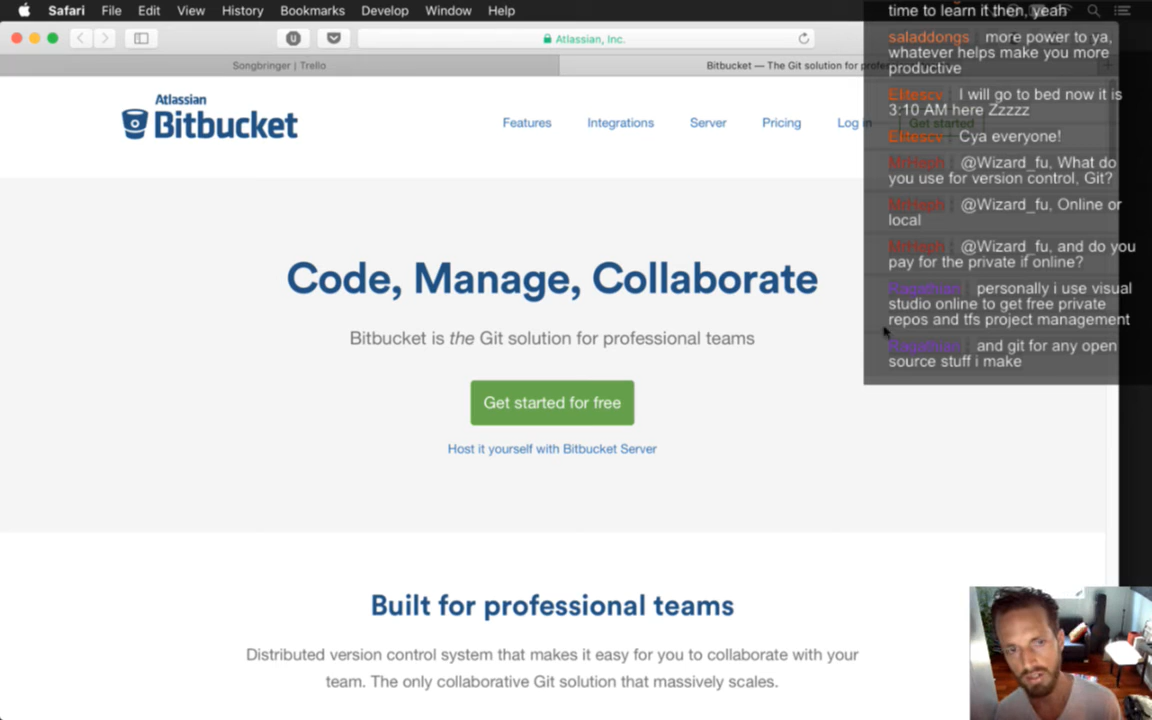 Safari File Edit View History Bookmarks Develop Window Help
Atlassian, Inc.
Songbringer | Trello
Bitbucket — The Git solution for profe
Atlassian
Bitbucket
Features Integrations Server Pricing Log in Get started
Code, Manage, Collaborate
Bitbucket is the Git solution for professional teams
Get started for free
Host it yourself with Bitbucket Server
Built for professional teams
Distributed version control system that makes it easy for you to collaborate with your
team. The only collaborative Git solution that massively scales.
time to learn it then, yeah
saladdongs more power to ya,
whatever helps make you more
productive
Elitescv I will go to bed now it is
3:10 AM here Zzzzz
Elitescv Cya everyone!
MrHeph @Wizard_fu, What do
you use for version control, Git?
MrHeph @Wizard_fu, Online or
local
MrHeph @Wizard_fu, and do you
pay for the private if online?
personally i use visual
studio online to get free private
repos and tfs project management
and git for any open
source stuff i make